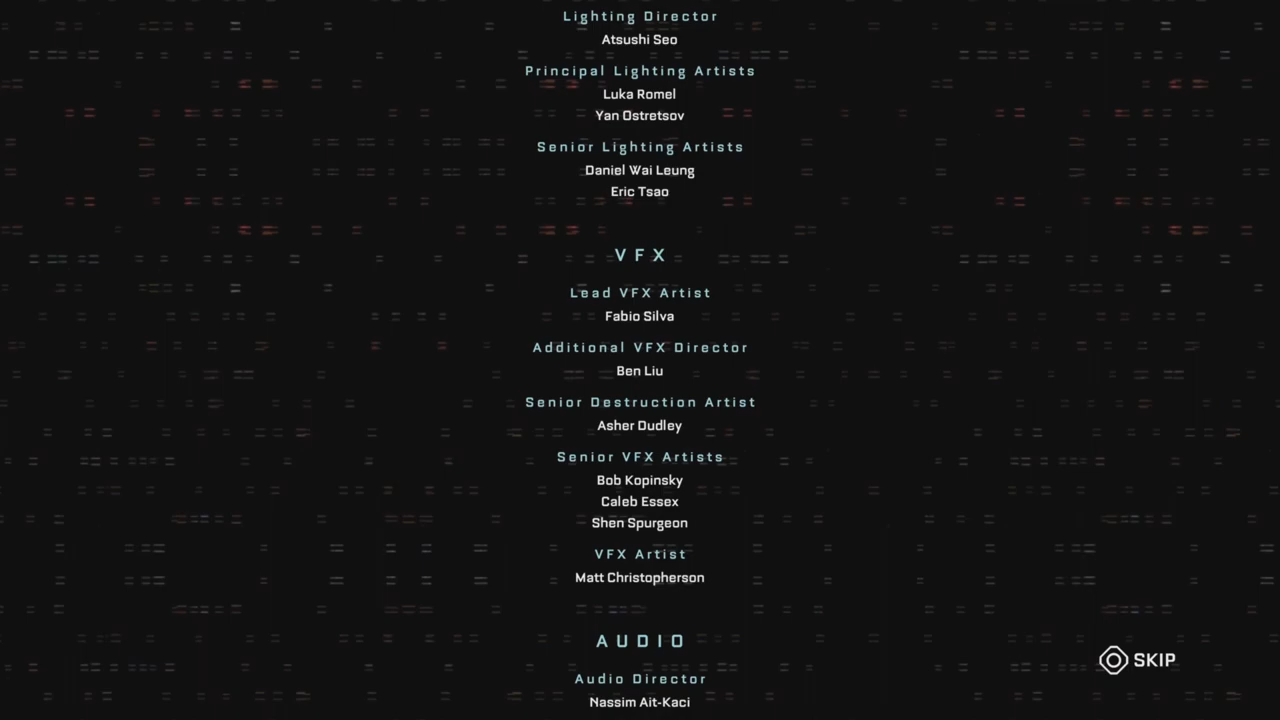 Lighting Director
Atsushi Seo
Principal Lighting Artists
Luka Romel
Yan Ostretsov
Senior Lighting Artists
Daniel Wai Leung
Eric Tsao
VFX
Lead VFX Artist
Fabio Silva
Additional VFX Director
Ben Liu
Senior Destruction Artist
Asher Dudley
Senior VFX Artists
Bob Kopinsky
Caleb Essex
Shen Spurgeon
VFX Artist
Matt Christopherson
AUDIO
SKIP
Audio Director
Nassim Ait-Kaci